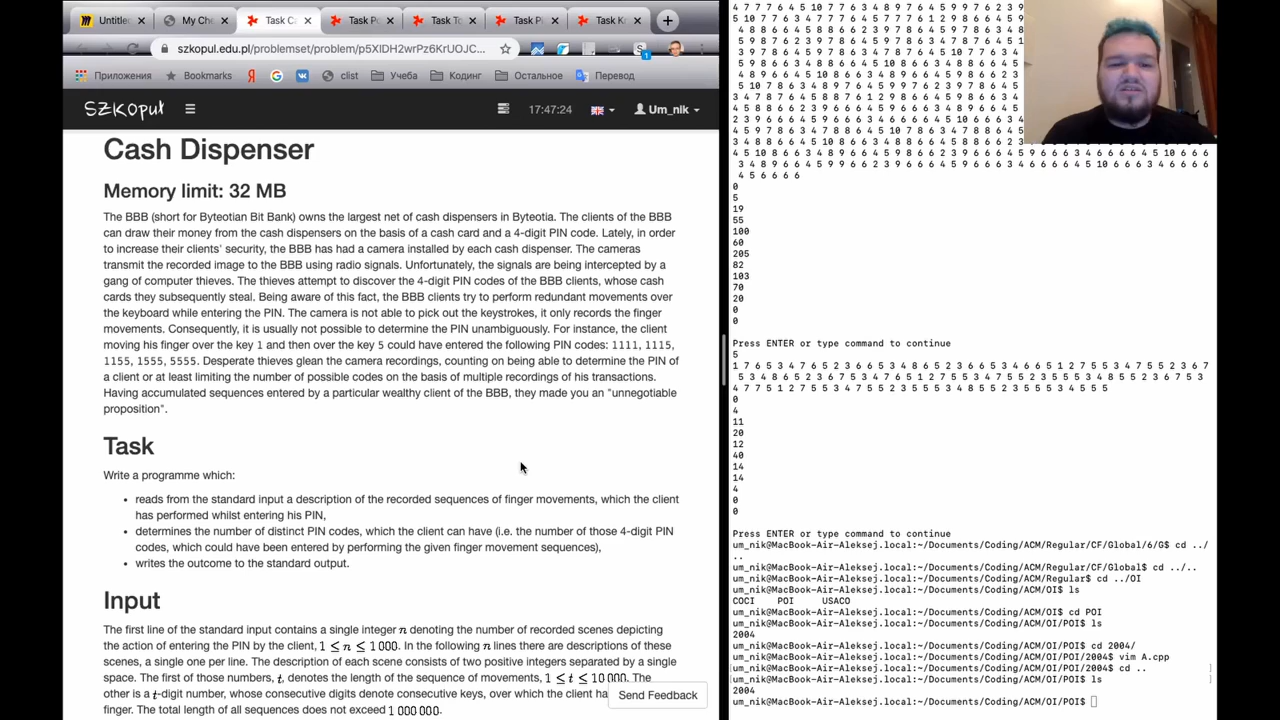 Untitle
My Che
Task Ca
Task Po
Task To
Task Pi
Task Kn
szkopul.edu.pl/problemset/problem/p5XlDH2wrPz6KrUOJC...
Приложения
Bookmarks
clist
Учеба
Кодинг
Остальное
Перевод
SZKOpuł
17:47:24
Um_nik
Cash Dispenser
Memory limit: 32 MB
The BBB (short for Byteotian Bit Bank) owns the largest net of cash dispensers in Byteotia. The clients of the BBB
can draw their money from the cash dispensers on the basis of a cash card and a 4-digit PIN code. Lately, in order
to increase their clients' security, the BBB has had a camera installed by each cash dispenser. The cameras
transmit the recorded image to the BBB using radio signals. Unfortunately, the signals are being intercepted by a
gang of computer thieves. The thieves attempt to discover the 4-digit PIN codes of the BBB clients, whose cash
cards they subsequently steal. Being aware of this fact, the BBB clients try to perform redundant movements over
the keyboard while entering the PIN. The camera is not able to pick out the keystrokes, it only records the finger
movements. Consequently, it is usually not possible to determine the PIN unambiguously. For instance, the client
moving his finger over the key 1 and then over the key 5 could have entered the following PIN codes: 1111, 1115,
1155, 1555, 5555. Desperate thieves glean the camera recordings, counting on being able to determine the PIN of
a client or at least limiting the number of possible codes on the basis of multiple recordings of his transactions.
Having accumulated sequences entered by a particular wealthy client of the BBB, they made you an "unnegotiable
proposition".
Task
Write a programme which:
• reads from the standard input a description of the recorded sequences of finger movements, which the client
has performed whilst entering his PIN,
• determines the number of distinct PIN codes, which the client can have (i.e. the number of those 4-digit PIN
codes, which could have been entered by performing the given finger movement sequences),
• writes the outcome to the standard output.
Input
The first line of the standard input contains a single integer n denoting the number of recorded scenes depicting
the action of entering the PIN by the client, 1 ≤ n ≤ 1 000. In the following n lines there are descriptions of these
scenes, a single one per line. The description of each scene consists of two positive integers separated by a single
space. The first of those numbers, t, denotes the length of the sequence of movements, 1 ≤ t ≤ 10 000. The
other is a t-digit number, whose consecutive digits denote consecutive keys, over which the client ha
finger. The total length of all sequences does not exceed 1 000 000.
Send Feedback
4 5 6 6 6 6
0
5
19
55
100
60
205
82
103
70
20
0
0
Press ENTER or type command to continue
5
0
4
11
20
12
40
14
14
4
0
0
Press ENTER or type command to continue
um_nik@MacBook-Air-Aleksej.local:~/Documents/Coding/ACM/Regular/CF/Global/6/G$ cd ../
..
um_nik@MacBook-Air-Aleksej.local:~/Documents/Coding/ACM/Regular/CF/Global$ cd ../..
um_nik@MacBook-Air-Aleksej.local:~/Documents/Coding/ACM/Regular$ cd ../OI
um_nik@MacBook-Air-Aleksej.local:~/Documents/Coding/ACM/OI$ ls
COCI POI USACO
um_nik@MacBook-Air-Aleksej.local:~/Documents/Coding/ACM/OI$ cd POI
um_nik@MacBook-Air-Aleksej.local:~/Documents/Coding/ACM/OI/POI$ ls
2004
um_nik@MacBook-Air-Aleksej.local:~/Documents/Coding/ACM/OI/POI$ cd 2004/
um_nik@MacBook-Air-Aleksej.local:~/Documents/Coding/ACM/OI/POI/2004$ vim A.cpp
um_nik@MacBook-Air-Aleksej.local:~/Documents/Coding/ACM/OI/POI/2004$ cd ..
um_nik@MacBook-Air-Aleksej.local:~/Documents/Coding/ACM/OI/POI$ ls
2004
um_nik@MacBook-Air-Aleksej.local:~/Documents/Coding/ACM/OI/POI$